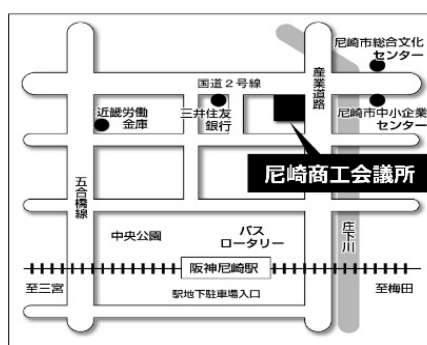 尼崎市総合文化
センター
国道2号線
産業道路
近畿労働
金庫
三井住友
銀行
尼崎市中小企業
センター
尼崎商工会議所
五合橋線
中央公園
バス
ロータリー
庄下川
阪神尼崎駅
至三宮
駅地下駐車場入口
至梅田